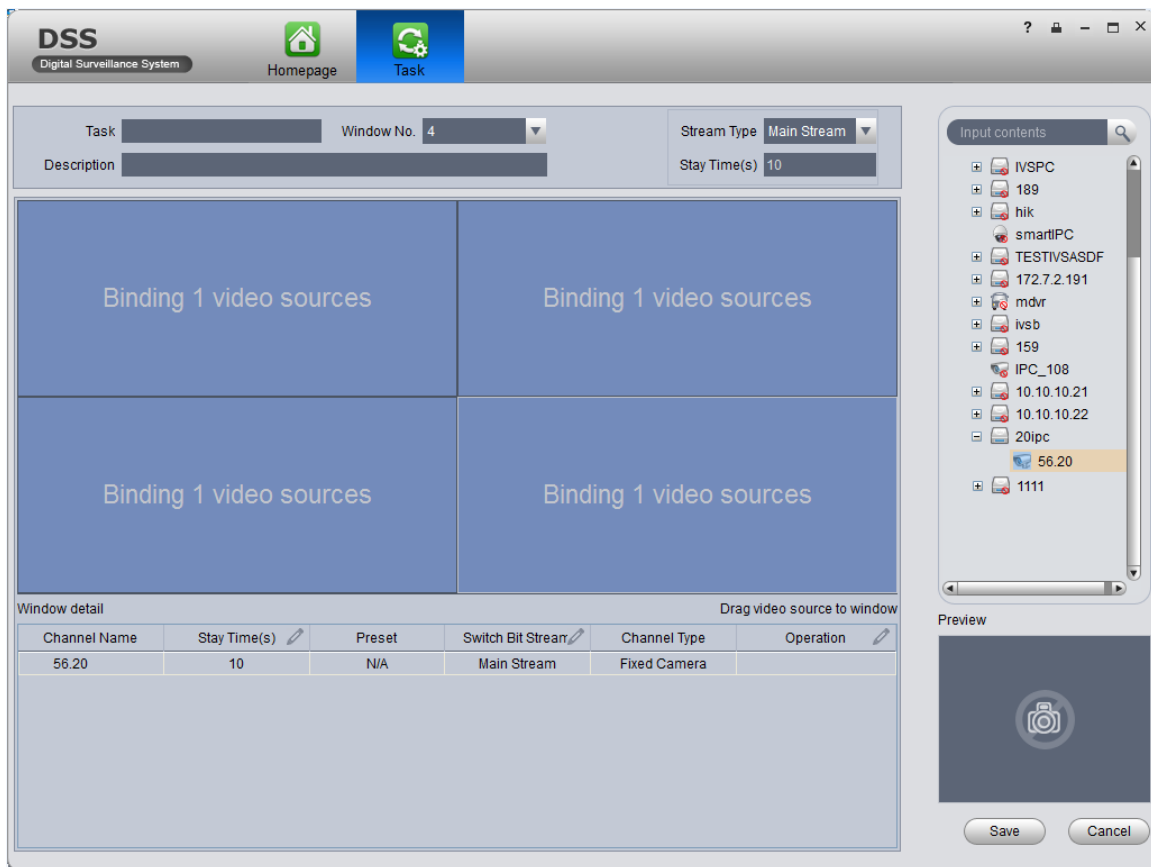 DSS
Digital Surveillance System
Homepage
Task
?
Task
Window No. 4
Stream Type Main Stream
Description
Stay Time(s) 10
Binding 1 video sources
Binding 1 video sources
Binding 1 video sources
Binding 1 video sources
Window detail
Drag video source to window
Channel Name Stay Time(s) Preset Switch Bit Stream Channel Type Operation
56.20 10 N/A Main Stream Fixed Camera
Input contents
IVSPC
189
hik
smartIPC
TESTIVSASDF
172.7.2.191
mdvr
ivsb
159
IPC_108
10.10.10.21
10.10.10.22
20ipc
56.20
1111
Preview
Save Cancel